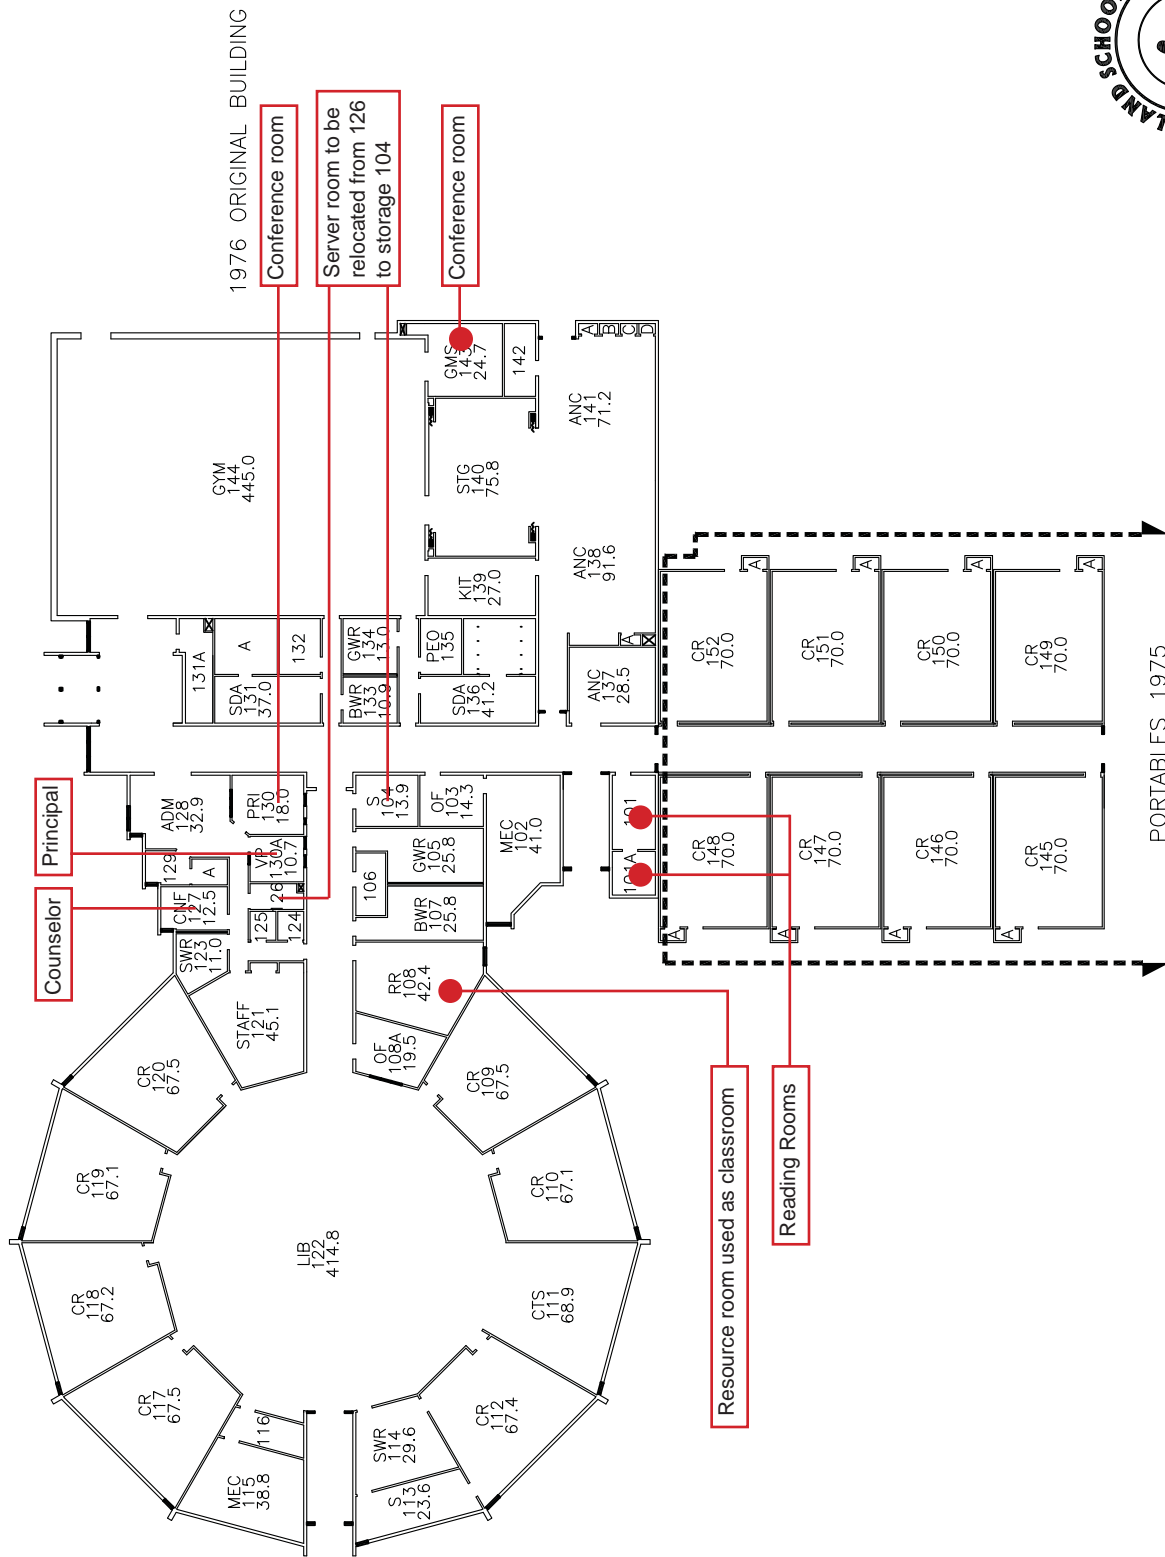 1976 ORIGINAL BUILDING
Conference room
Server room to be
relocated from 126
to storage 104
Conference room
Principal
Counselor
Resource room used as classroom
Reading Rooms
PORTABLES 1975
LAND SCHOO
GYM
144
445.0
GMS
143
24.7
142
A
B
C
D
ANC
141
71.2
STG
140
75.8
ANC
138
91.6
KIT
139
27.0
131A
A
132
SDA
131
37.0
GWR
134
13.0
BWR
133
10.9
PEO
135
SDA
136
41.2
A
ANC
137
28.5
CR
152
70.0
A
CR
151
70.0
A
CR
150
70.0
A
CR
149
70.0
A
ADM
128
32.9
PRI
130
18.0
VIP
130A
10.7
129
A
CNF
127
12.5
26
125
124
SWR
123
11.0
STAFF
121
45.1
S
104
13.9
OF
103
14.3
MEC
102
41.0
GWR
105
25.8
106
BWR
107
25.8
101
101A
CR
148
70.0
A
CR
147
70.0
A
CR
146
70.0
A
CR
145
70.0
A
RR
108
42.4
OF
108A
19.5
CR
109
67.5
CR
120
67.5
CR
119
67.1
CR
110
67.1
LIB
122
414.8
CR
118
67.2
CTS
111
68.9
CR
117
67.5
CR
112
67.4
116
MEC
115
38.8
SWR
114
29.6
S
113
23.6